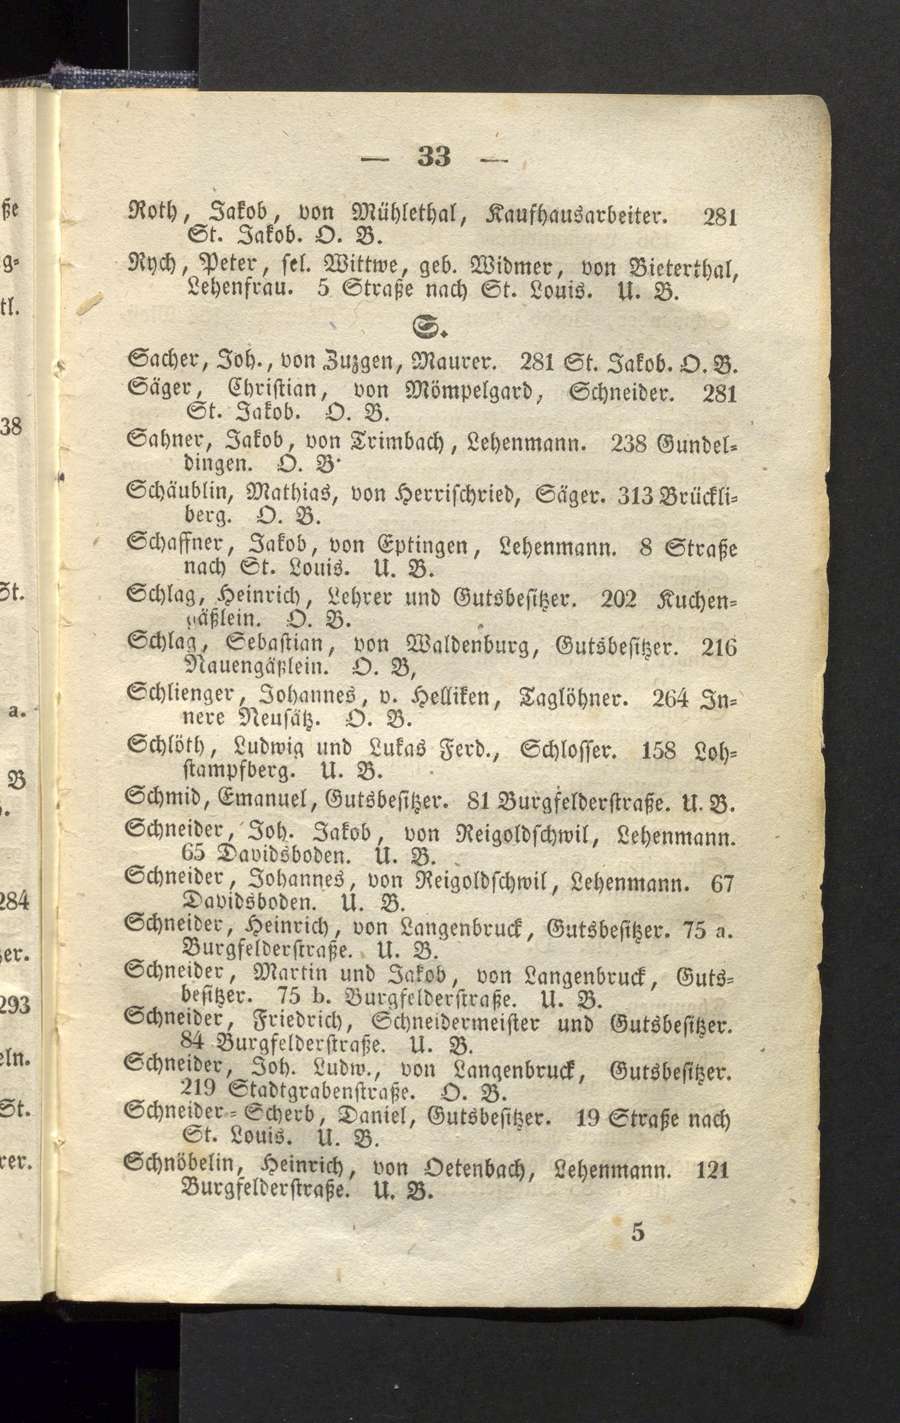 — 33 —
Roth, Jakob, von Mühlethal, Kaufhausarbeiter. 281
St. Jakob. O. B.
Rych, Peter, sel. Wittwe, geb. Widmer, von Bieterthal,
Lehenfrau. 5 Straße nach St. Louis. U. B.
S.
Sacher, Joh., von Zuzgen, Maurer. 281 St. Jakob. O. B.
Säger, Christian, von Mömpelgard, Schneider. 281
St. Jakob. O. B.
Sahner, Jakob, von Trimbach, Lehenmann. 238 Gundel-
dingen. O. B.
Schäublin, Mathias, von Herrischried, Säger. 313 Brückli-
berg. O. B.
Schaffner, Jakob, von Eptingen, Lehenmann. 8 Straße
nach St. Louis. U. B.
Schlag, Heinrich, Lehrer und Gutsbesitzer. 202 Kuchen-
gäßlein. O. B.
Schlag, Sebastian, von Waldenburg, Gutsbesitzer. 216
Nauengäßlein. O. B,
Schlienger, Johannes, v. Helliken, Taglöhner. 264 In-
nere Neusätz. O. B.
Schlöth, Ludwig und Lukas Ferd., Schlosser. 158 Loh-
stampfberg. U. B.
Schmid, Emanuel, Gutsbesitzer. 81 Burgfelderstraße. U. B.
Schneider, Joh. Jakob, von Reigoldschwil, Lehenmann.
65 Davidsboden. U. B.
Schneider, Johannes, von Reigoldschwil, Lehenmann. 67
Davidsboden. U. B.
Schneider, Heinrich, von Langenbruck, Gutsbesitzer. 75 a.
Burgfelderstraße. U. B.
Schneider, Martin und Jakob, von Langenbruck, Guts-
besitzer. 75 b. Burgfelderstraße. U. B.
Schneider, Friedrich, Schneidermeister und Gutsbesitzer.
84 Burgfelderstraße. U. B.
Schneider, Joh. Ludw., von Langenbruck, Gutsbesitzer.
219 Stadtgrabenstraße. O. B.
Schneider-Scherb, Daniel, Gutsbesitzer. 19 Straße nach
St. Louis. U. B.
Schnöbelin, Heinrich, von Oetenbach, Lehenmann. 121
Burgfelderstraße. U. B.
5